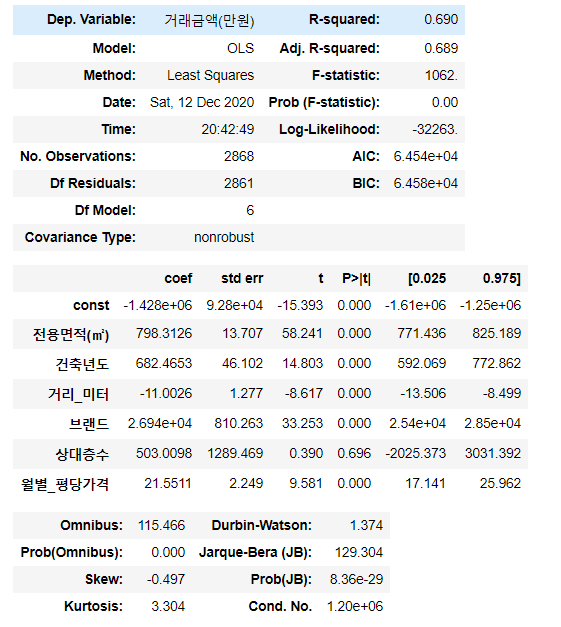 Dep. Variable: 거래금액(만원) R-squared: 0.690
Model: OLS Adj. R-squared: 0.689
Method: Least Squares F-statistic: 1062.
Date: Sat, 12 Dec 2020 Prob (F-statistic): 0.00
Time: 20:42:49 Log-Likelihood: -32263.
No. Observations: 2868 AIC: 6.454e+04
Df Residuals: 2861 BIC: 6.458e+04
Df Model: 6
Covariance Type: nonrobust
coef std err t P>|t| [0.025 0.975]
const -1.428e+06 9.28e+04 -15.393 0.000 -1.61e+06 -1.25e+06
전용면적(㎡) 798.3126 13.707 58.241 0.000 771.436 825.189
건축년도 682.4653 46.102 14.803 0.000 592.069 772.862
거리_미터 -11.0026 1.277 -8.617 0.000 -13.506 -8.499
브랜드 2.694e+04 810.263 33.253 0.000 2.54e+04 2.85e+04
상대층수 503.0098 1289.469 0.390 0.696 -2025.373 3031.392
월별_평당가격 21.5511 2.249 9.581 0.000 17.141 25.962
Omnibus: 115.466 Durbin-Watson: 1.374
Prob(Omnibus): 0.000 Jarque-Bera (JB): 129.304
Skew: -0.497 Prob(JB): 8.36e-29
Kurtosis: 3.304 Cond. No. 1.20e+06